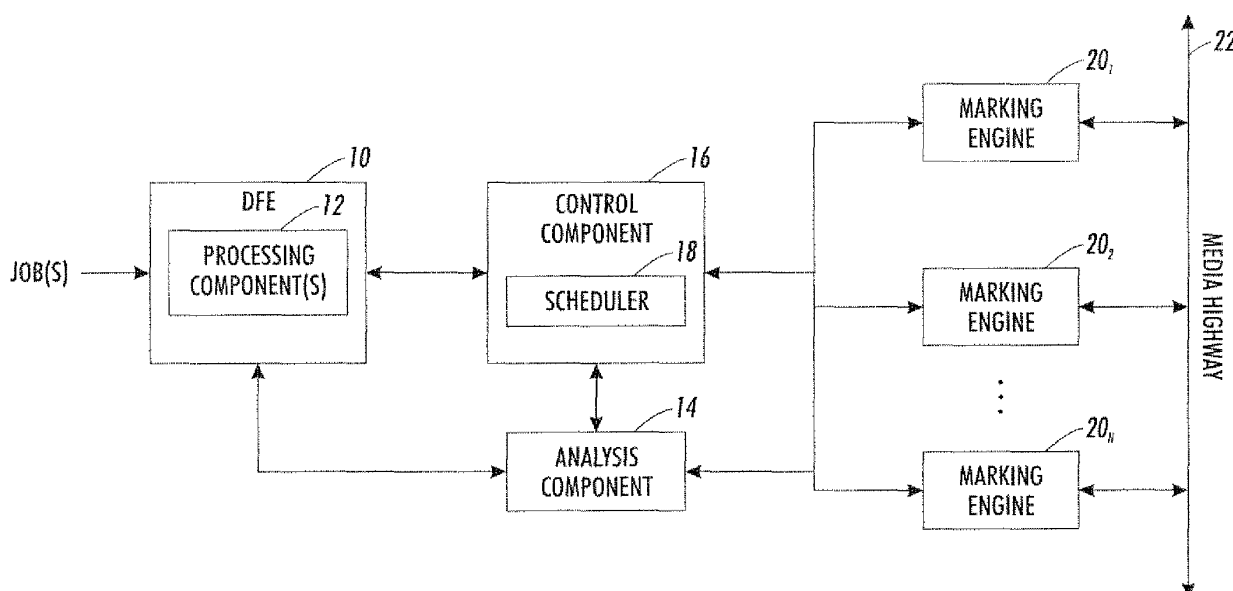 20₁
22
MARKING
ENGINE
10
16
DFE
12
PROCESSING
COMPONENT(S)
CONTROL
COMPONENT
18
SCHEDULER
JOB(S)
20₂
MARKING
ENGINE
MEDIA HIGHWAY
14
ANALYSIS
COMPONENT
20ₙ
MARKING
ENGINE